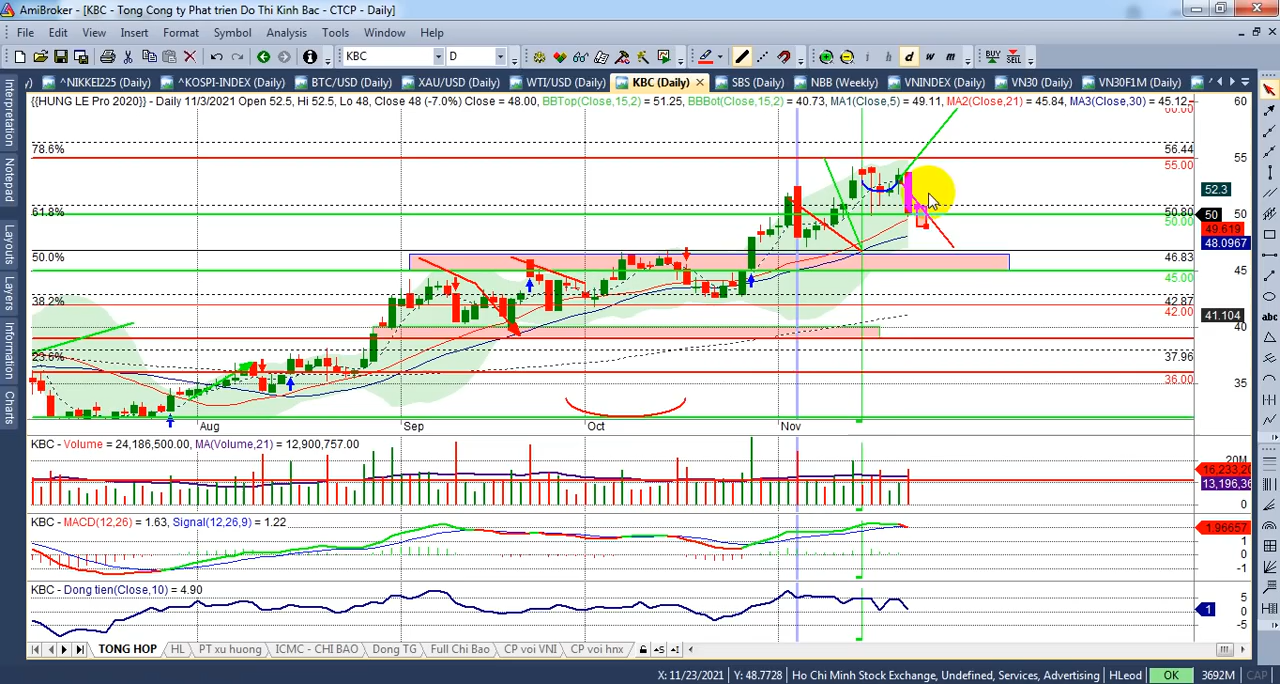 AmiBroker - [KBC - Tong Cong ty Phat trien Do Thi Kinh Bac - CTCP - Daily]
File Edit View Insert Format Symbol Analysis Tools Window Help
KBC D i h d w m BUY SELL
^NIKKEI225 (Daily) ^KOSPI-INDEX (Daily) BTC/USD (Daily) XAU/USD (Daily) WTI/USD (Daily) KBC (Daily) SBS (Daily) NBB (Weekly) VNINDEX (Daily) VN30 (Daily) VN30F1M (Daily)
{{HUNG LE Pro 2020}} - Daily 11/3/2021 Open 52.5, Hi 52.5, Lo 48, Close 48 (-7.0%) Close = 48.00, BBTop(Close,15,2) = 51.25, BBBot(Close,15,2) = 40.73, MA1(Close,5) = 49.11, MA2(Close,21) = 45.84, MA3(Close,30) = 45.12,
60
60.00
Interpretation
Notepad
Layouts
Layers
Information
Charts
abc
78.6% 56.44
55.00 55
52.3
61.8% 50.80 50
50.00 49.619
48.0967
50.0% 46.83
45.00 45
38.2% 42.87
42.00
41.104
40
23.6% 37.96
36.00 35
Aug Sep Oct Nov
KBC - Volume = 24,186,500.00, MA(Volume,21) = 12,900,757.00
20M
16,233,20
13,196,36
0
KBC - MACD(12,26) = 1.63, Signal(12,26,9) = 1.22
1.96657
1
0
-1
KBC - Dong tien(Close,10) = 4.90
5
1
0
-5
TONG HOP HL PT xu huong ICMC - CHI BAO Dong TG Full Chi Bao CP voi VNI CP voi hnx
X: 11/23/2021 Y: 48.7728 Ho Chi Minh Stock Exchange, Undefined, Services, Advertising HLeod OK 3692M CAP